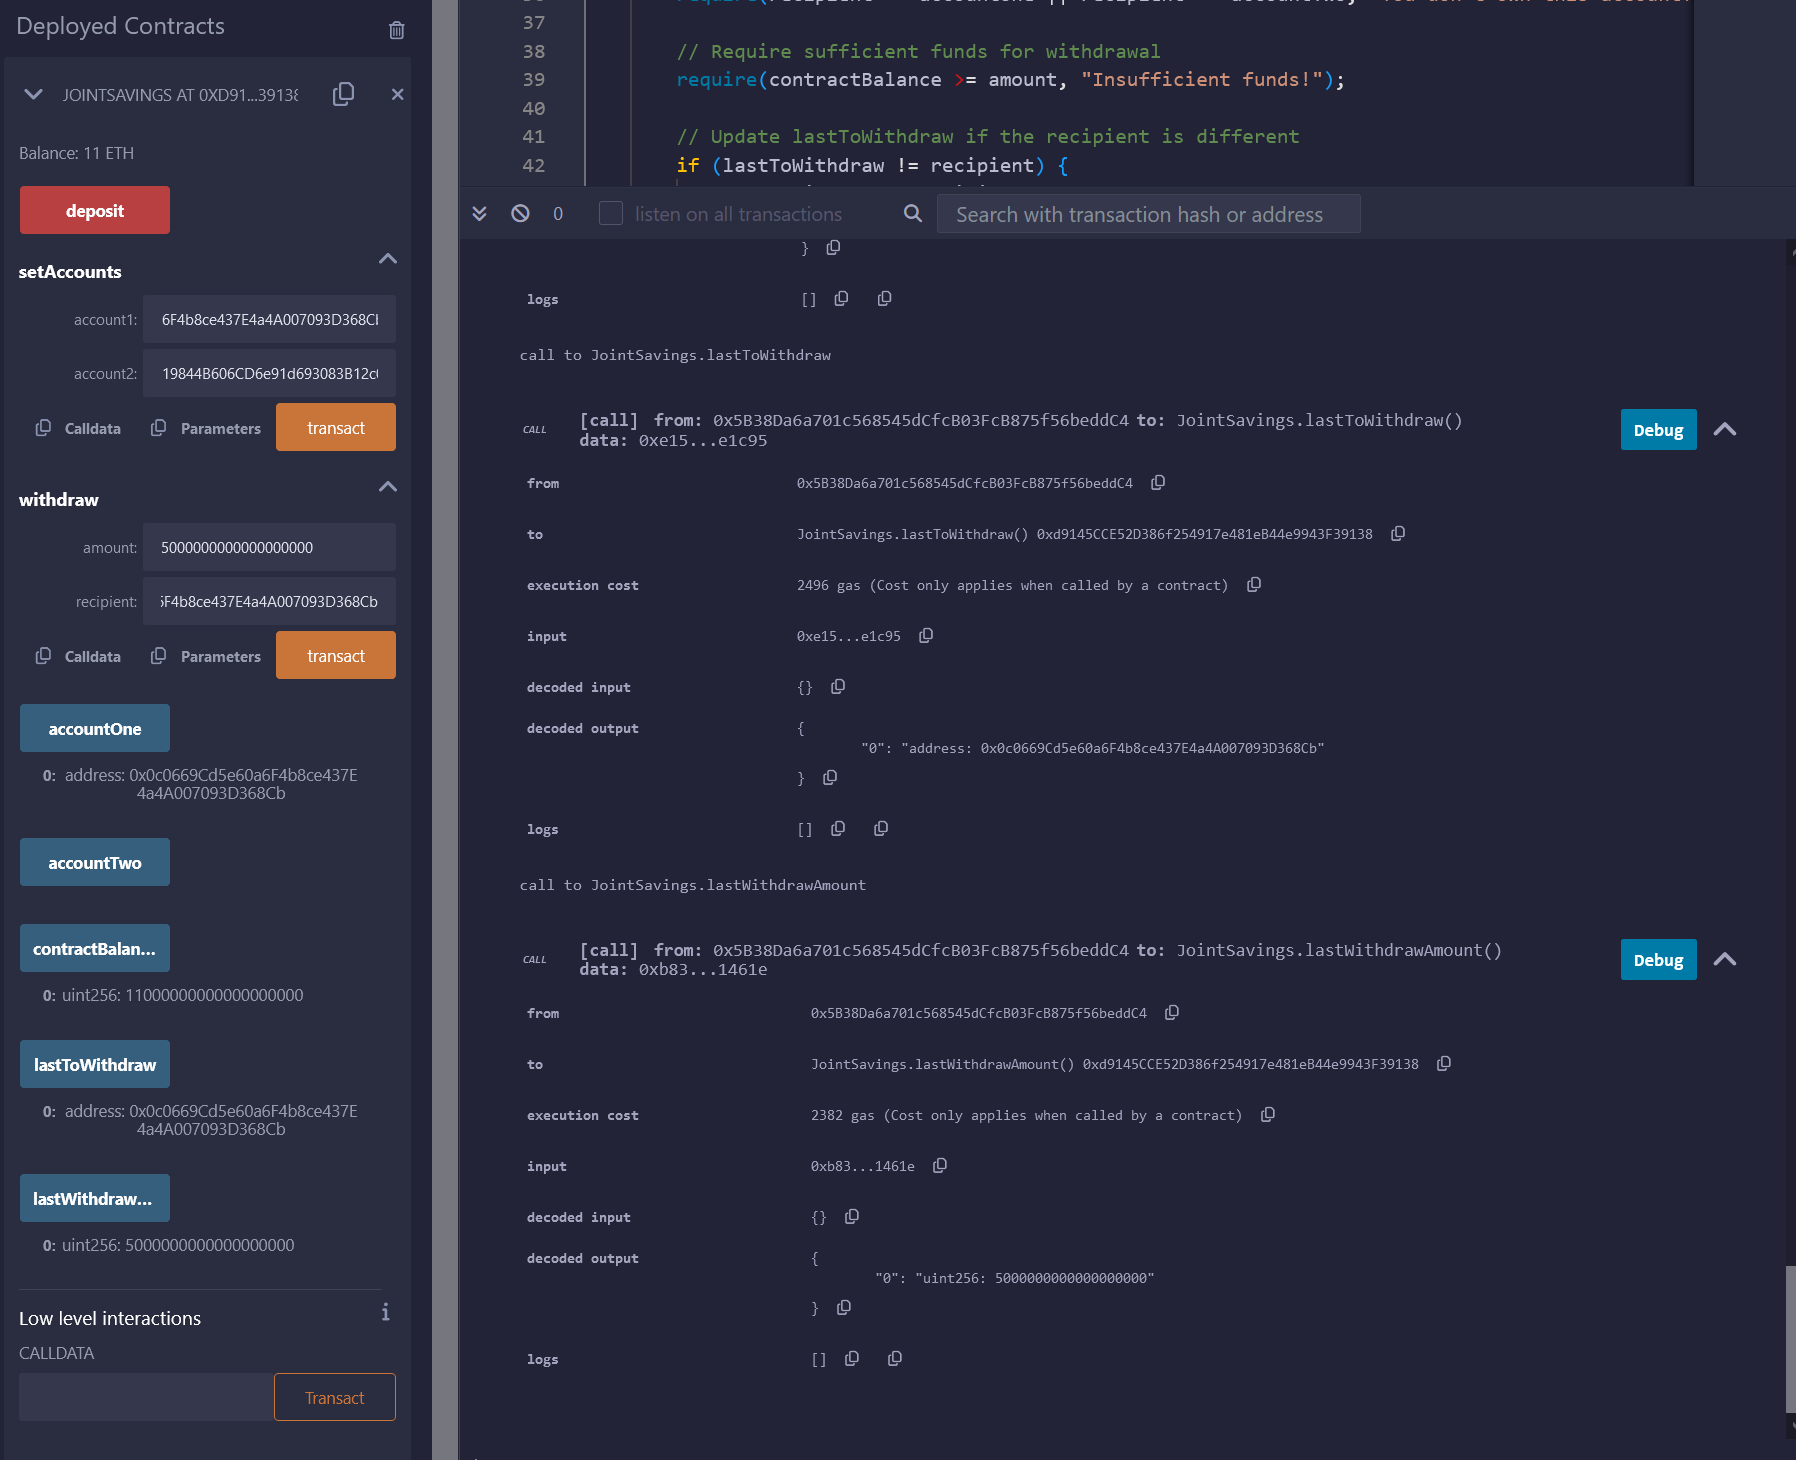 Deployed Contracts
JOINTSAVINGS AT 0XD91...39138
Balance: 11 ETH
deposit
setAccounts
account1: 6F4b8ce437E4a4A007093D368C
account2: 19844B606CD6e91d693083B12c
Calldata Parameters transact
withdraw
amount: 5000000000000000000
recipient: 6F4b8ce437E4a4A007093D368Cb
Calldata Parameters transact
accountOne
0: address: 0x0c0669Cd5e60a6F4b8ce437E
4a4A007093D368Cb
accountTwo
contractBalan...
0: uint256: 11000000000000000000
lastToWithdraw
0: address: 0x0c0669Cd5e60a6F4b8ce437E
4a4A007093D368Cb
lastWithdraw...
0: uint256: 5000000000000000000
Low level interactions
CALLDATA
Transact
37
38 // Require sufficient funds for withdrawal
39 require(contractBalance >= amount, "Insufficient funds!");
40
41 // Update lastToWithdraw if the recipient is different
42 if (lastToWithdraw != recipient) {
0 listen on all transactions Search with transaction hash or address
}
logs []
call to JointSavings.lastToWithdraw
CALL [call] from: 0x5B38Da6a701c568545dCfcB03FcB875f56beddC4 to: JointSavings.lastToWithdraw()
data: 0xe15...e1c95
Debug
from 0x5B38Da6a701c568545dCfcB03FcB875f56beddC4
to JointSavings.lastToWithdraw() 0xd9145CCE52D386f254917e481eB44e9943F39138
execution cost 2496 gas (Cost only applies when called by a contract)
input 0xe15...e1c95
decoded input {}
decoded output {
"0": "address: 0x0c0669Cd5e60a6F4b8ce437E4a4A007093D368Cb"
}
logs []
call to JointSavings.lastWithdrawAmount
CALL [call] from: 0x5B38Da6a701c568545dCfcB03FcB875f56beddC4 to: JointSavings.lastWithdrawAmount()
data: 0xb83...1461e
Debug
from 0x5B38Da6a701c568545dCfcB03FcB875f56beddC4
to JointSavings.lastWithdrawAmount() 0xd9145CCE52D386f254917e481eB44e9943F39138
execution cost 2382 gas (Cost only applies when called by a contract)
input 0xb83...1461e
decoded input {}
decoded output {
"0": "uint256: 5000000000000000000"
}
logs []